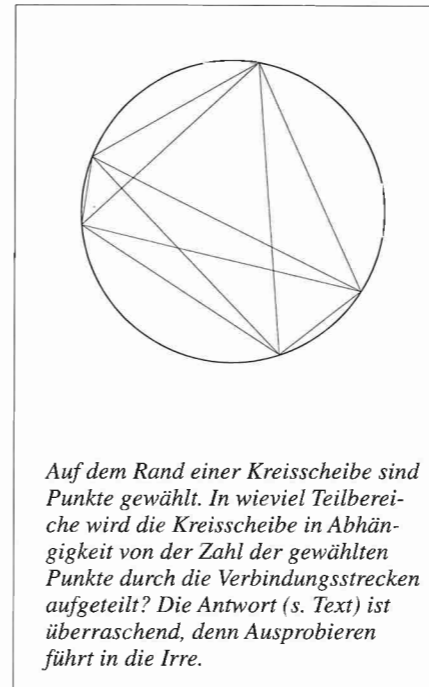 Auf dem Rand einer Kreisscheibe sind
Punkte gewählt. In wieviel Teilberei-
che wird die Kreisscheibe in Abhän-
gigkeit von der Zahl der gewählten
Punkte durch die Verbindungsstrecken
aufgeteilt? Die Antwort (s. Text) ist
überraschend, denn Ausprobieren
führt in die Irre.